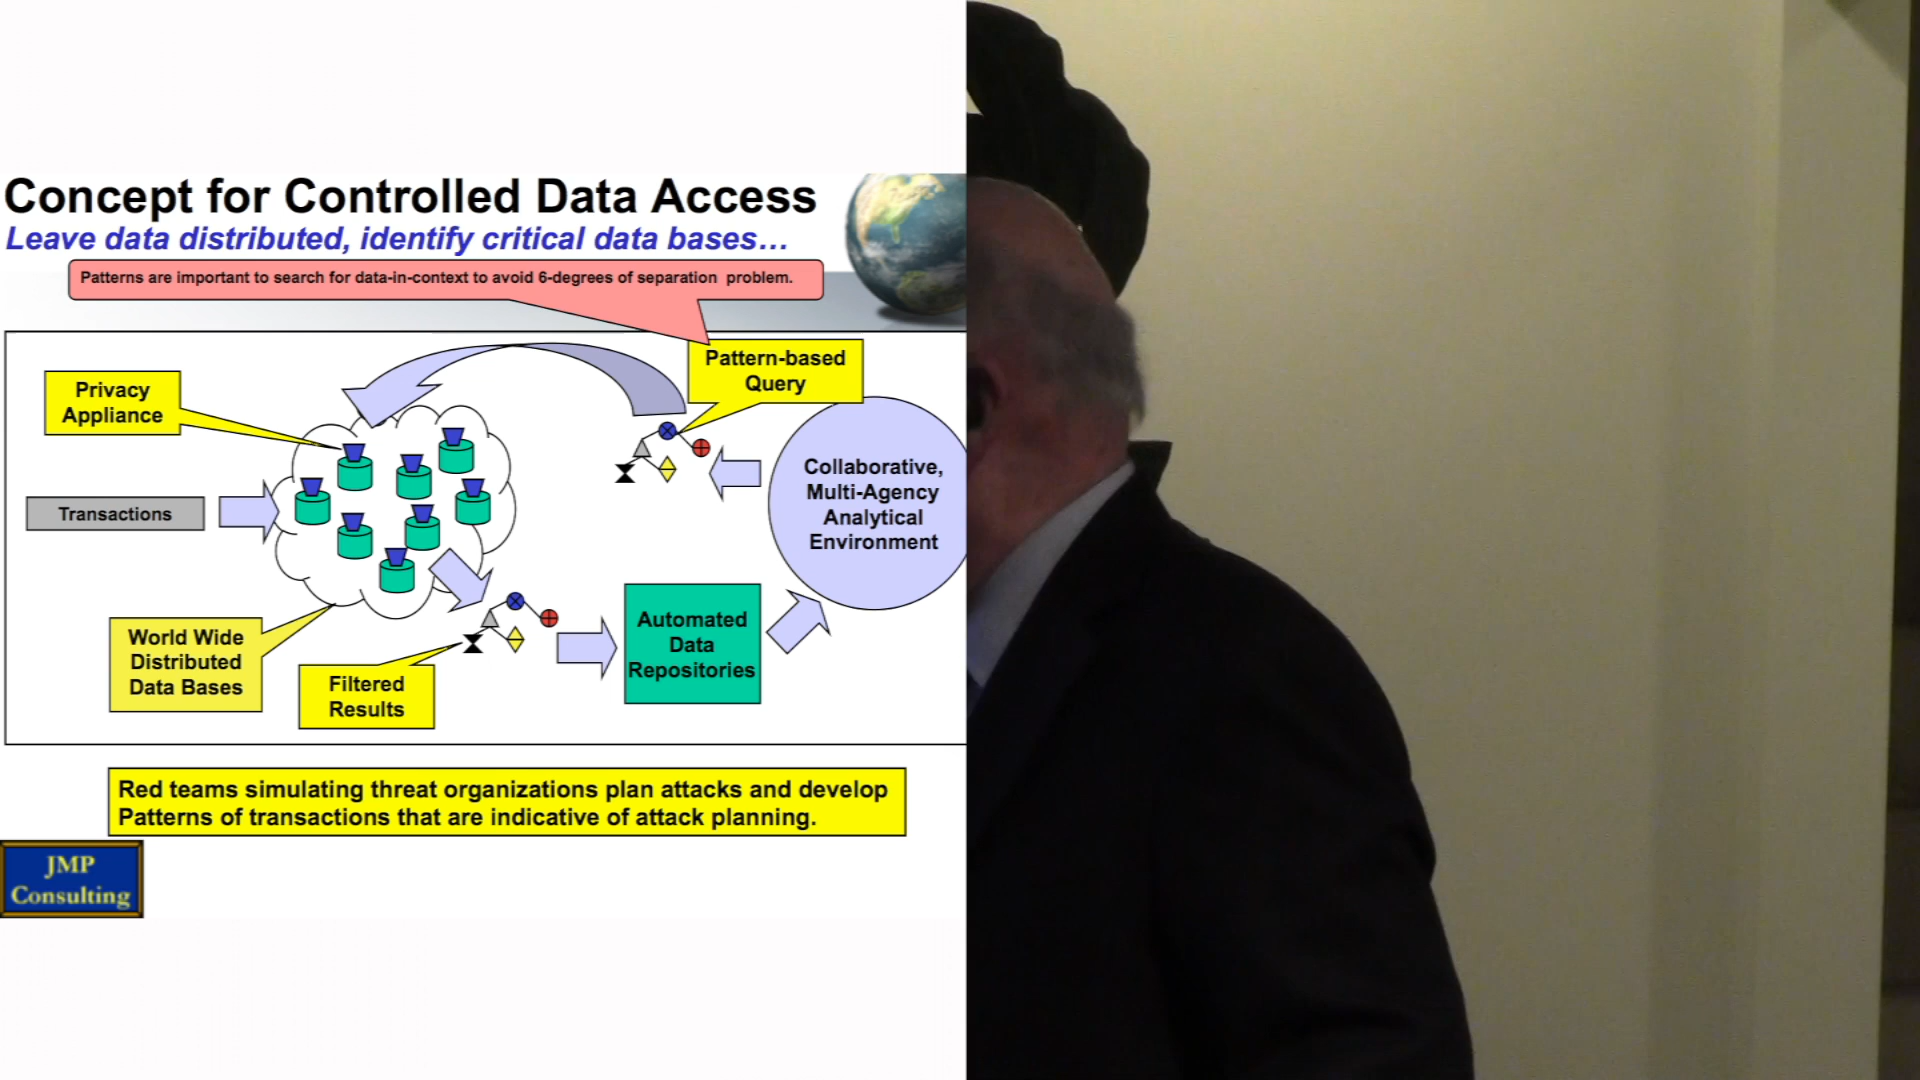 Concept for Controlled Data Access
Leave data distributed, identify critical data bases…
Patterns are important to search for data-in-context to avoid 6-degrees of separation problem.
Pattern-based
Query
Privacy
Appliance
Collaborative,
Multi-Agency
Analytical
Environment
Transactions
Automated
Data
Repositories
World Wide
Distributed
Data Bases
Filtered
Results
Red teams simulating threat organizations plan attacks and develop
Patterns of transactions that are indicative of attack planning.
JMP
Consulting